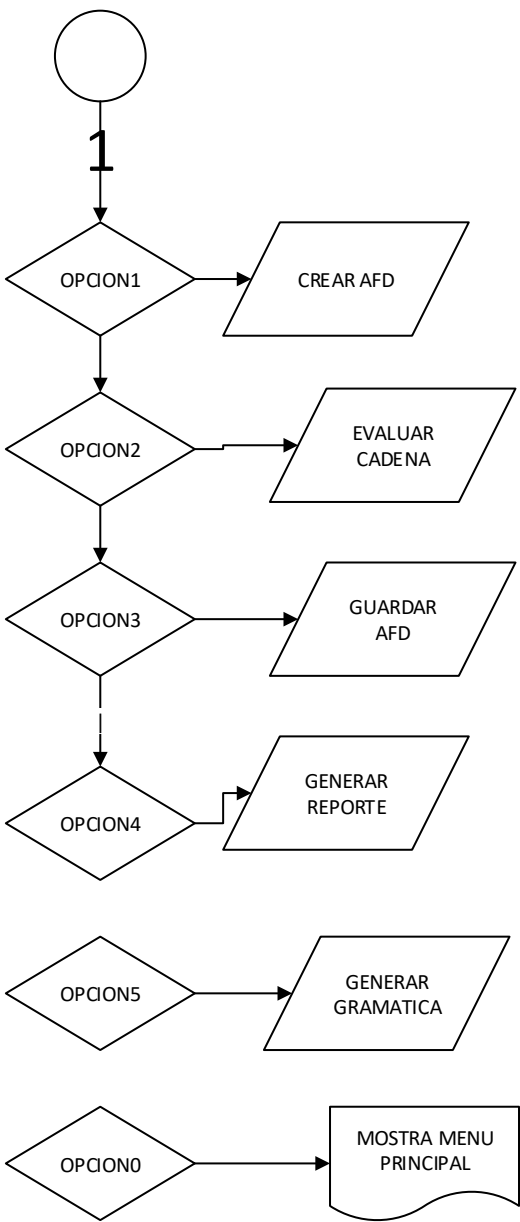 1
OPCION1
CREAR AFD
OPCION2
EVALUAR
CADENA
OPCION3
GUARDAR
AFD
OPCION4
GENERAR
REPORTE
OPCION5
GENERAR
GRAMATICA
OPCION0
MOSTRA MENU
PRINCIPAL